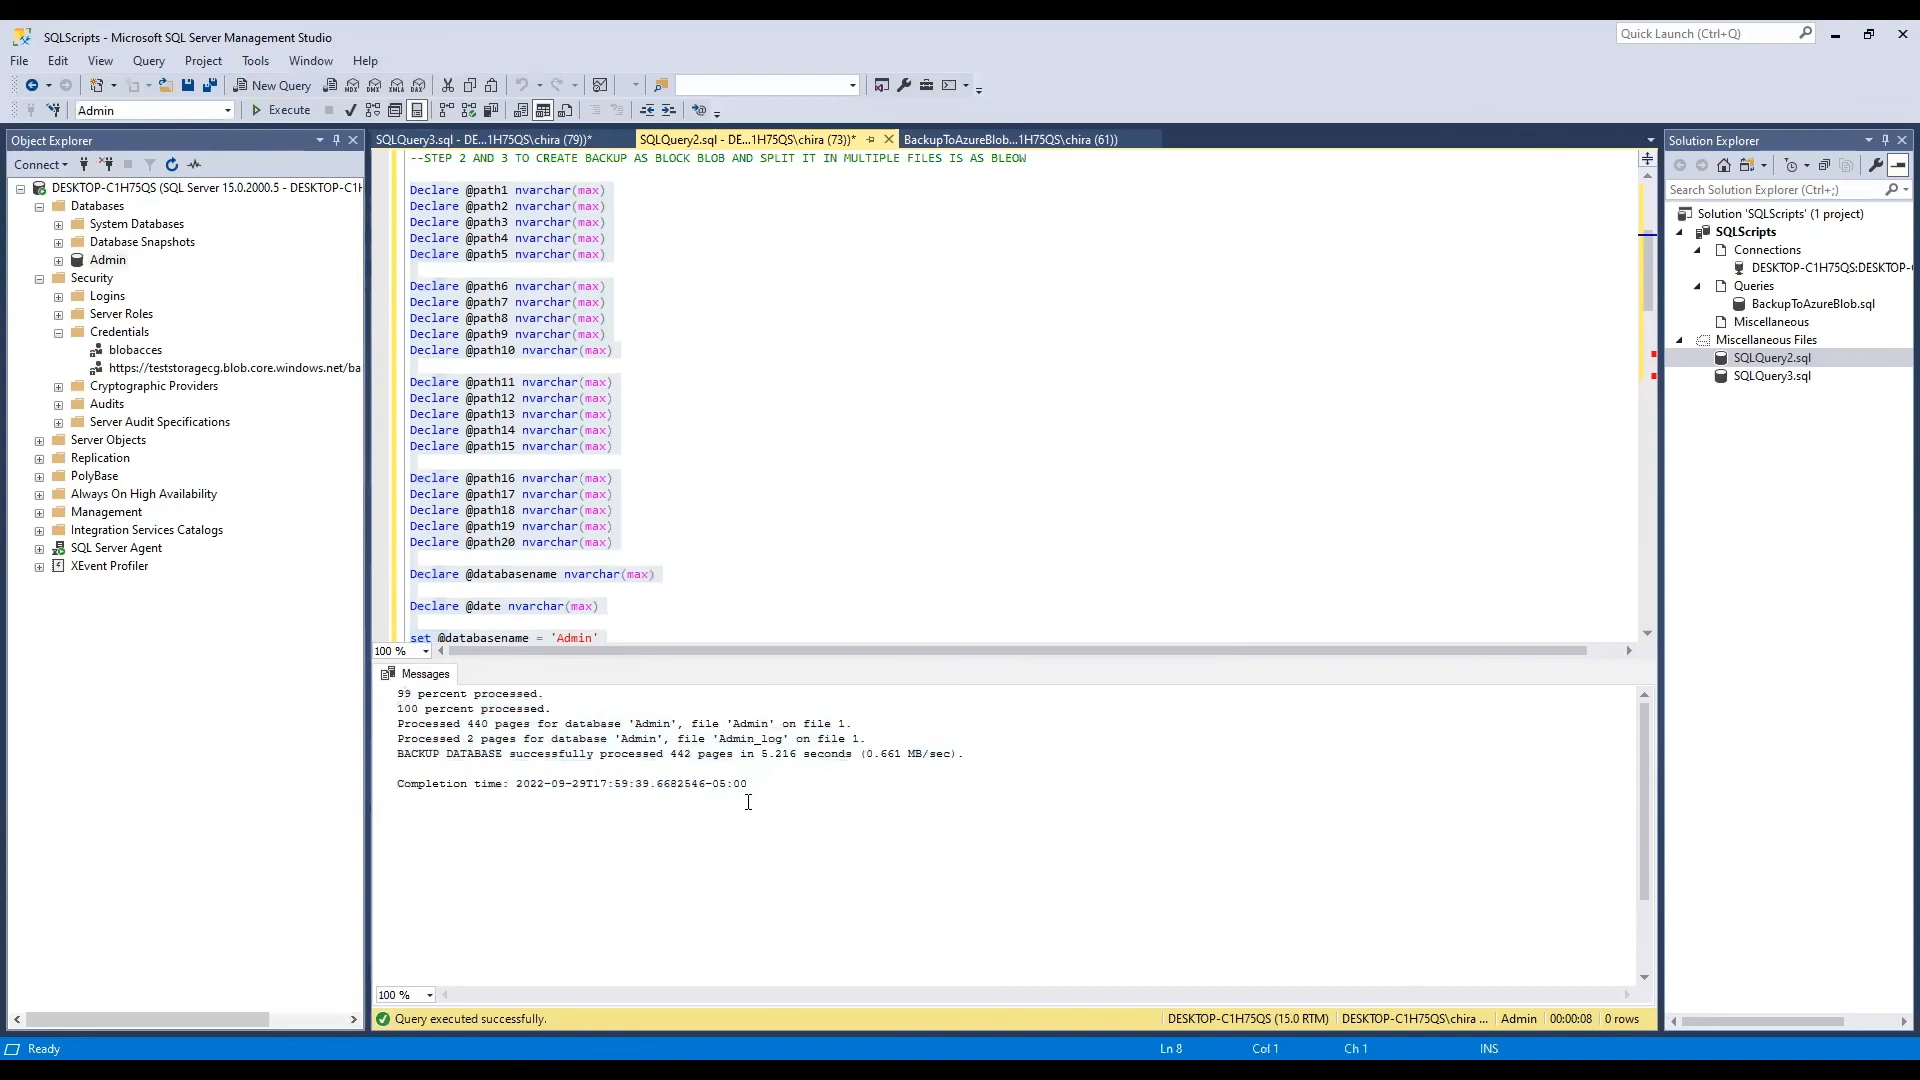 SQLScripts - Microsoft SQL Server Management Studio
Quick Launch (Ctrl+Q)
File Edit View Query Project Tools Window Help
New Query
MDX DMX XMLA DAX
Admin
Execute
Object Explorer
Connect
DESKTOP-C1H75QS (SQL Server 15.0.2000.5 - DESKTOP-C1H
Databases
System Databases
Database Snapshots
Admin
Security
Logins
Server Roles
Credentials
blobacces
https://teststoragecg.blob.core.windows.net/ba
Cryptographic Providers
Audits
Server Audit Specifications
Server Objects
Replication
PolyBase
Always On High Availability
Management
Integration Services Catalogs
SQL Server Agent
XEvent Profiler
SQLQuery3.sql - DE...1H75QS\chira (79))*
SQLQuery2.sql - DE...1H75QS\chira (73))*
BackupToAzureBlob...1H75QS\chira (61))
--STEP 2 AND 3 TO CREATE BACKUP AS BLOCK BLOB AND SPLIT IT IN MULTIPLE FILES IS AS BLEOW
Declare @path1 nvarchar(max)
Declare @path2 nvarchar(max)
Declare @path3 nvarchar(max)
Declare @path4 nvarchar(max)
Declare @path5 nvarchar(max)
Declare @path6 nvarchar(max)
Declare @path7 nvarchar(max)
Declare @path8 nvarchar(max)
Declare @path9 nvarchar(max)
Declare @path10 nvarchar(max)
Declare @path11 nvarchar(max)
Declare @path12 nvarchar(max)
Declare @path13 nvarchar(max)
Declare @path14 nvarchar(max)
Declare @path15 nvarchar(max)
Declare @path16 nvarchar(max)
Declare @path17 nvarchar(max)
Declare @path18 nvarchar(max)
Declare @path19 nvarchar(max)
Declare @path20 nvarchar(max)
Declare @databasename nvarchar(max)
Declare @date nvarchar(max)
set @databasename = 'Admin'
100 %
Messages
99 percent processed.
100 percent processed.
Processed 440 pages for database 'Admin', file 'Admin' on file 1.
Processed 2 pages for database 'Admin', file 'Admin_log' on file 1.
BACKUP DATABASE successfully processed 442 pages in 5.216 seconds (0.661 MB/sec).
Completion time: 2022-09-29T17:59:39.6682546-05:00
100 %
Query executed successfully.
DESKTOP-C1H75QS (15.0 RTM) DESKTOP-C1H75QS\chira ... Admin 00:00:08 0 rows
Solution Explorer
Search Solution Explorer (Ctrl+;)
Solution 'SQLScripts' (1 project)
SQLScripts
Connections
DESKTOP-C1H75QS:DESKTOP-C
Queries
BackupToAzureBlob.sql
Miscellaneous
Miscellaneous Files
SQLQuery2.sql
SQLQuery3.sql
Ready
Ln 8 Col 1 Ch 1 INS